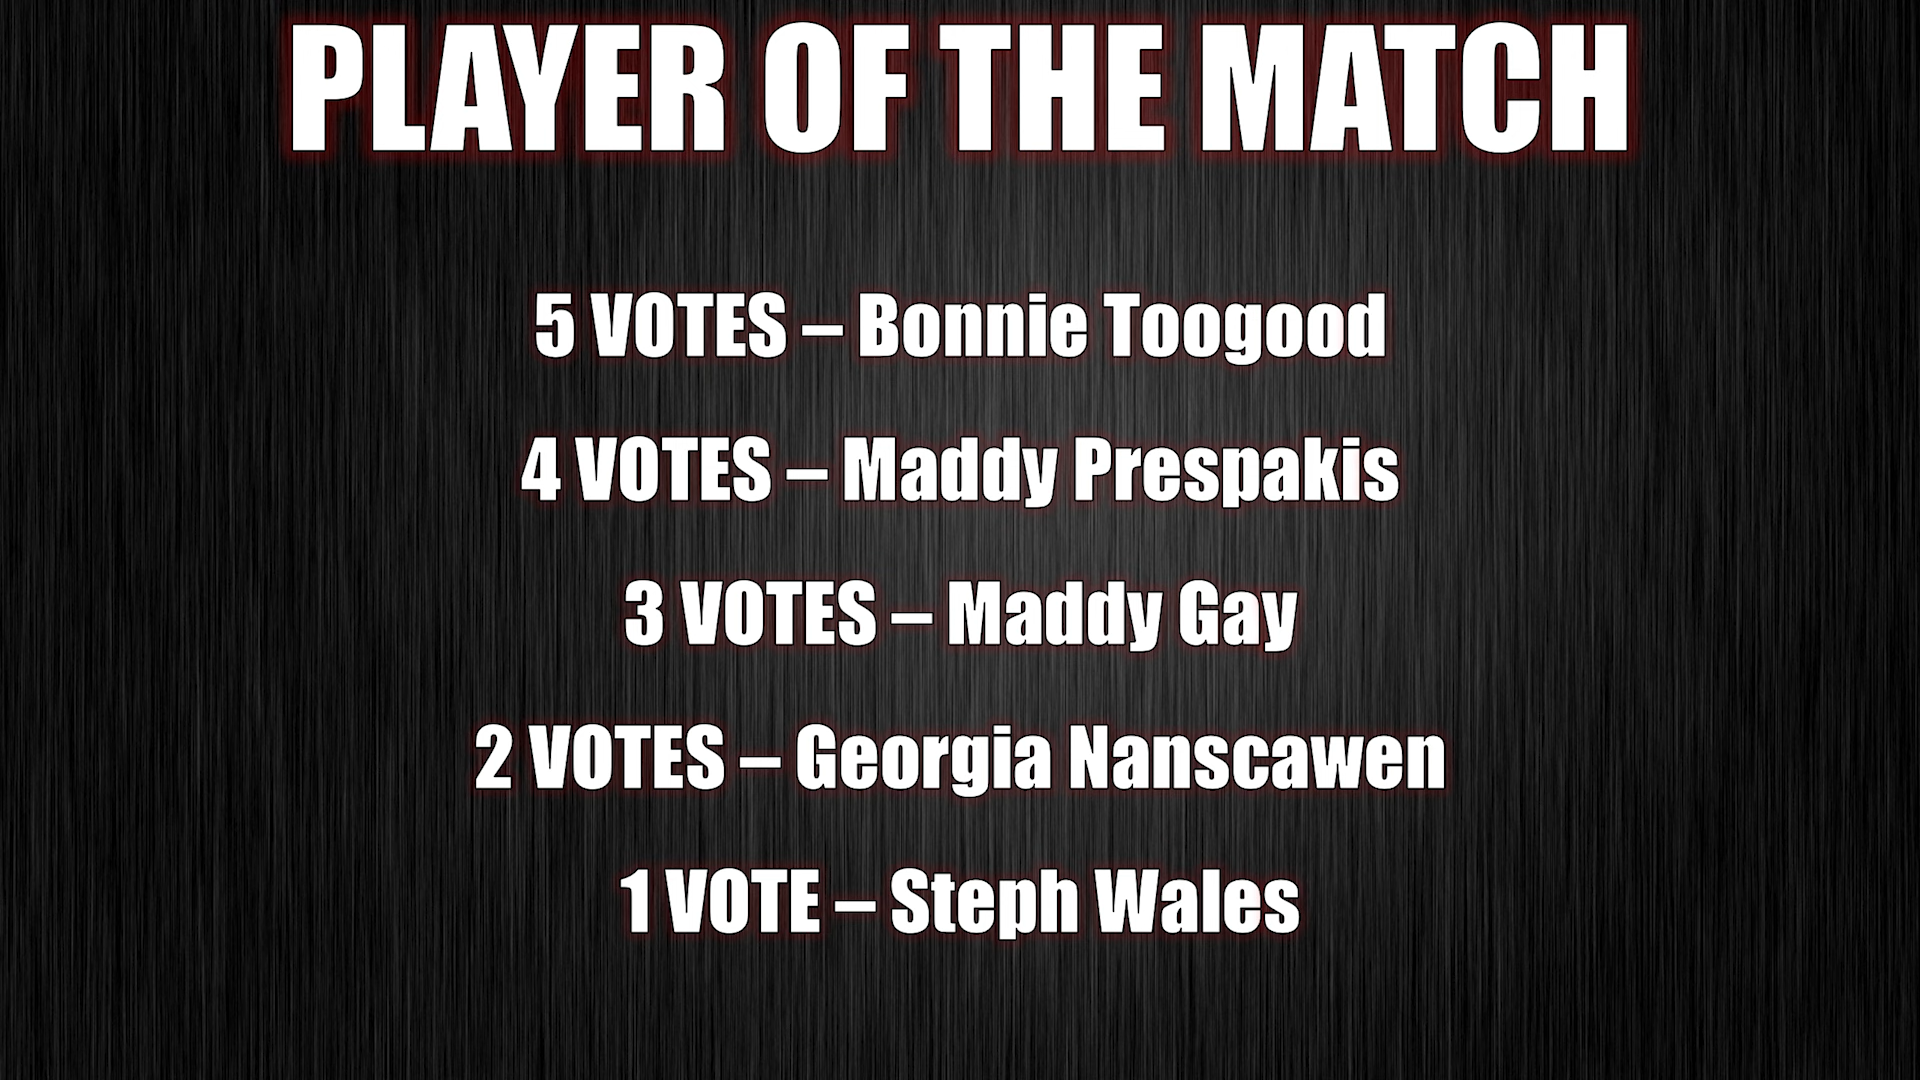 PLAYER OF THE MATCH
5 VOTES – Bonnie Toogood
4 VOTES – Maddy Prespakis
3 VOTES – Maddy Gay
2 VOTES – Georgia Nanscawen
1 VOTE – Steph Wales